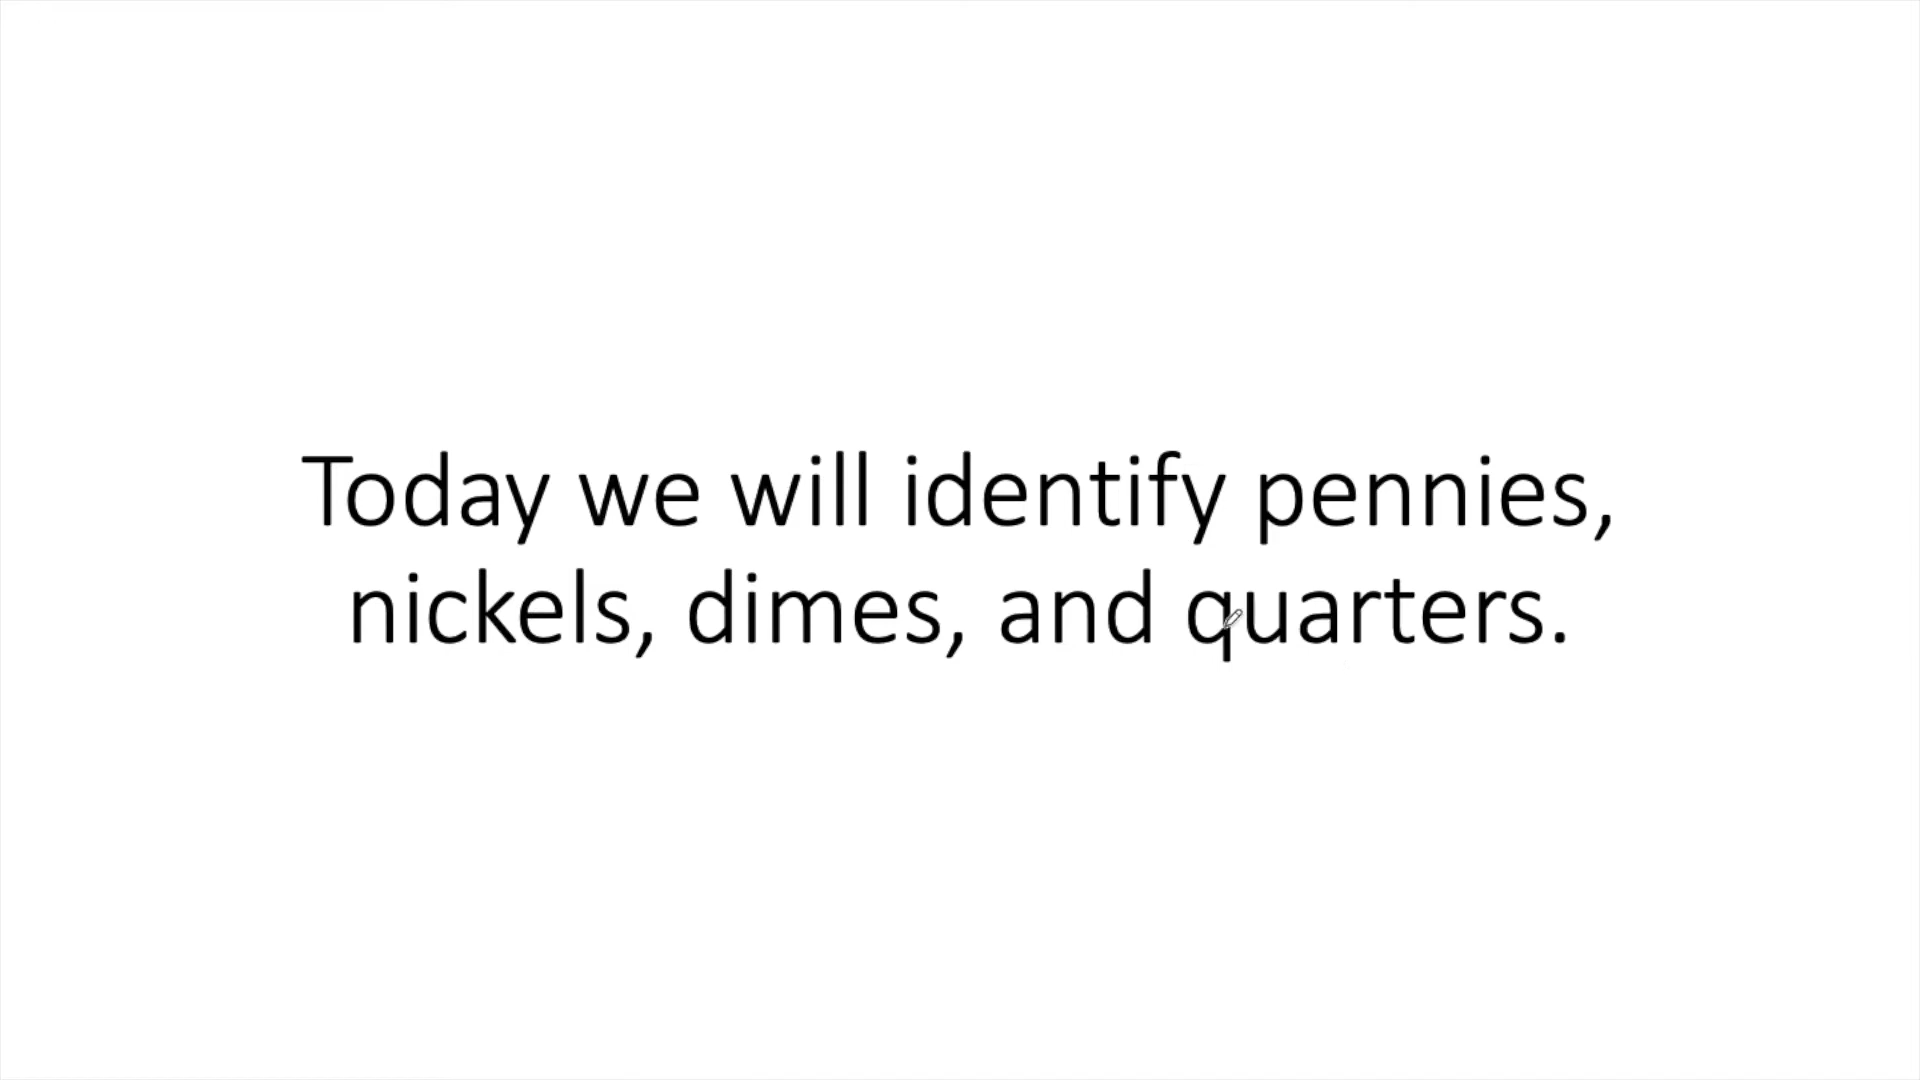 Today we will identify pennies,
nickels, dimes, and quarters.